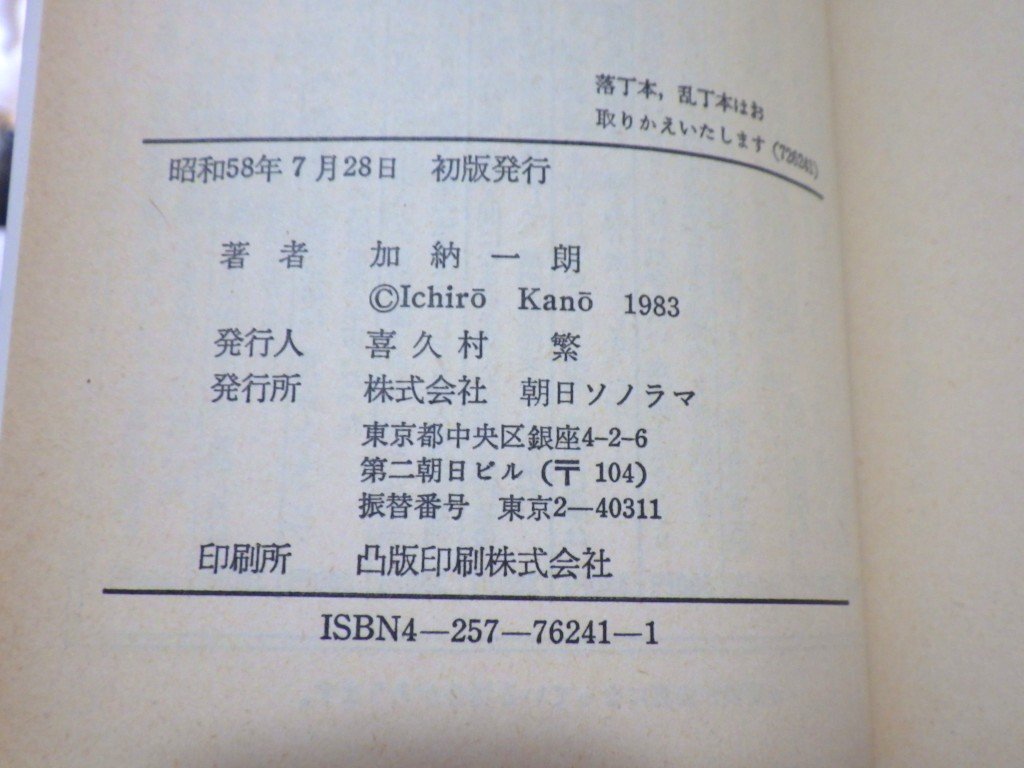 落丁本，乱丁本はお
取りかえいたします (726241)
昭和58年7月28日 初版発行
著者 加納一朗
©Ichirō Kanō 1983
発行人 喜久村 繁
発行所 株式会社 朝日ソノラマ
東京都中央区銀座4-2-6
第二朝日ビル (〒 104)
振替番号 東京2—40311
印刷所 凸版印刷株式会社
ISBN4—257—76241—1